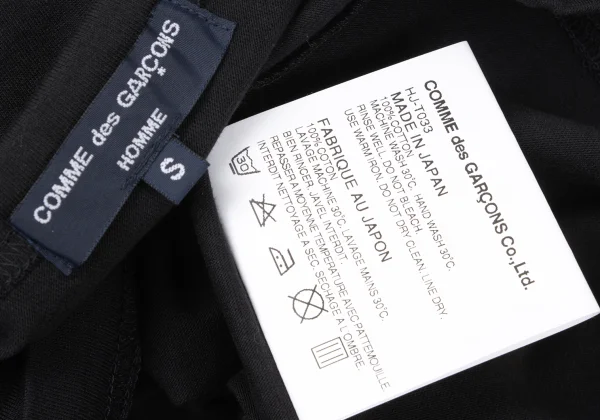 COMME des GARÇONS
HOMME
S
COMME des GARÇONS Co.,Ltd.
HJ-T033
MADE IN JAPAN
100% COTTON.
MACHINE WASH 30°C, HAND WASH 30°C.
RINSE WELL, DO NOT BLEACH.
USE WARM IRON, DO NOT DRY CLEAN, LINE DRY.
FABRIQUE AU JAPON
100% COTON.
LAVAGE MACHINE 30°C, LAVAGE MAINS 30°C.
BIEN RINCER, JAVEL INTERDIT.
REPASSER A MOYENNE TEMPERATURE AVEC PATTEMOUILLE.
INTERDIT NETTOYAGE A SEC, SECHAGE A L'OMBRE.
30